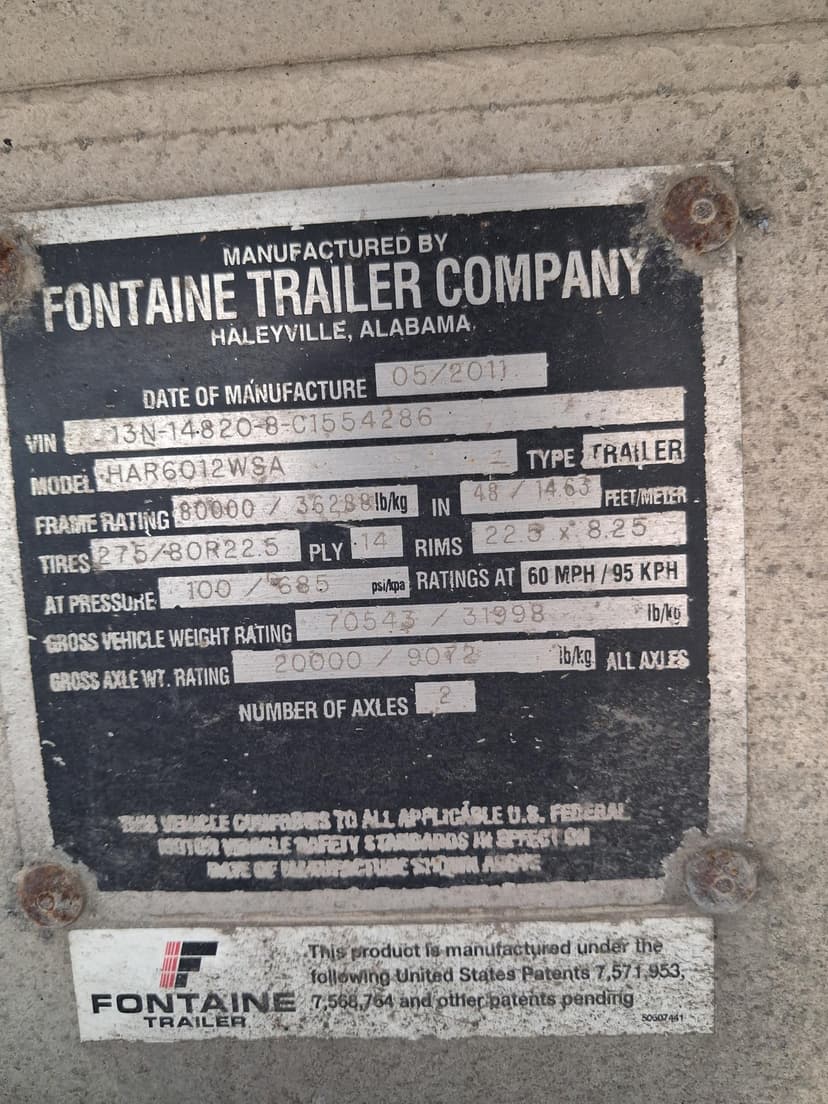 MANUFACTURED BY
FONTAINE TRAILER COMPANY
HALEYVILLE, ALABAMA
DATE OF MANUFACTURE 05/2011
VIN 13N-14820-8-C1554286
MODEL HAR6012WSA TYPE TRAILER
FRAME RATING 80000 / 36288 lb/kg IN 48 / 14.63 FEET/METER
TIRES 275/80R22.5 PLY 14 RIMS 22.5 x 8.25
AT PRESSURE 100 / 685 psi/kpa RATINGS AT 60 MPH / 95 KPH
GROSS VEHICLE WEIGHT RATING 70543 / 31998 lb/kg
GROSS AXLE WT. RATING 20000 / 9072 lb/kg ALL AXLES
NUMBER OF AXLES 2
THIS VEHICLE CONFORMS TO ALL APPLICABLE U.S. FEDERAL
MOTOR VEHICLE SAFETY STANDARDS IN EFFECT ON
DATE OF MANUFACTURE SHOWN ABOVE
F
FONTAINE
TRAILER
This product is manufactured under the
following United States Patents 7,571,953,
7,568,764 and other patents pending
50507441